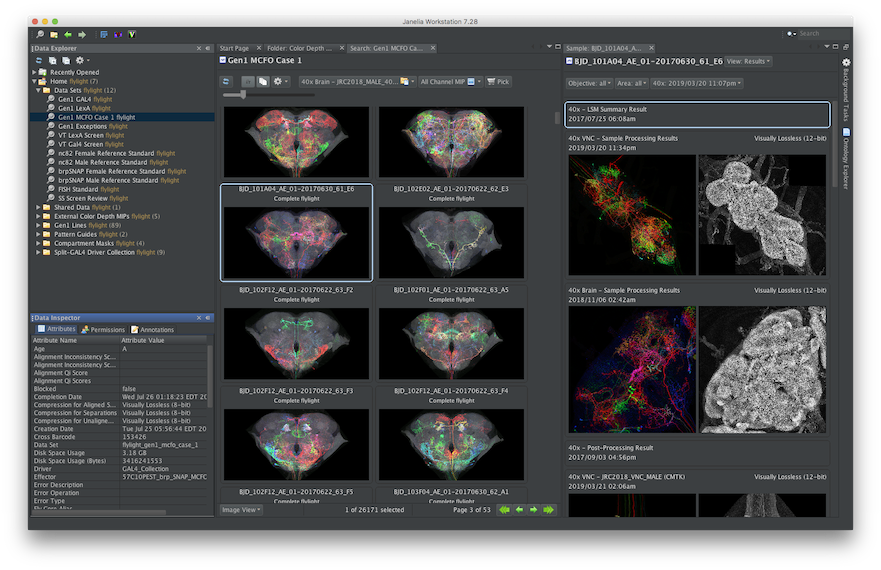 Janelia Workstation 7.28
Search
Data Explorer
Recently Opened
Home flylight (7)
Data Sets flylight (12)
Gen1 GAL4 flylight
Gen1 LexA flylight
Gen1 MCFO Case 1 flylight
Gen1 Exceptions flylight
VT LexA Screen flylight
VT Gal4 Screen flylight
nc82 Female Reference Standard flylight
nc82 Male Reference Standard flylight
brpSNAP Female Reference Standard flylight
brpSNAP Male Reference Standard flylight
FISH Standard flylight
SS Screen Review flylight
Shared Data flylight (1)
External Color Depth MIPs flylight (5)
Gen1 Lines flylight (89)
Pattern Guides flylight (2)
Compartment Masks flylight (4)
Split-GAL4 Driver Collection flylight (9)
Data Inspector
Attributes Permissions Annotations
Attribute Name Attribute Value
Age A
Alignment Inconsistency Sc...
Alignment Inconsistency Sc...
Alignment Qi Score
Alignment Qi Scores
Blocked false
Completion Date Wed Jul 26 01:18:23 EDT 20
Compression for Aligned S... Visually Lossless (8-bit)
Compression for Separations Visually Lossless (8-bit)
Compression for Unaligne... Visually Lossless (8-bit)
Creation Date Tue Jul 25 05:56:44 EDT 20
Cross Barcode 153426
Data Set flylight_gen1_mcfo_case_1
Disk Space Usage 3.18 GB
Disk Space Usage (Bytes) 3416241553
Driver GAL4_Collection
Effector 57C10PEST_brp_SNAP_MCFO
Error Description
Error Operation
Error Type
Start Page Folder: Color Depth ... Search: Gen1 MCFO Ca...
Gen1 MCFO Case 1
40x Brain - JRC2018_MALE_40... All Channel MIP Pick
BJD_101A04_AE_01-20170630_61_E6
Complete flylight
BJD_102E02_AE_01-20170622_62_E3
Complete flylight
BJD_102F12_AE_01-20170622_63_F2
Complete flylight
BJD_102F01_AE_01-20170622_63_A5
Complete flylight
BJD_102F12_AE_01-20170622_63_F3
Complete flylight
BJD_102F12_AE_01-20170622_63_F4
Complete flylight
BJD_102F12_AE_01-20170622_63_F5
Complete flylight
BJD_103F04_AE_01-20170630_62_A1
Complete flylight
Image View 1 of 26171 selected Page 3 of 53
Sample: BJD_101A04_A...
BJD_101A04_AE_01-20170630_61_E6 View: Results
Objective: all Area: all 40x: 2019/03/20 11:07pm
40x - LSM Summary Result
2017/07/25 06:08am
40x VNC - Sample Processing Results Visually Lossless (12-bit)
2019/03/20 11:34pm
40x Brain - Sample Processing Results Visually Lossless (12-bit)
2018/11/06 02:42am
40x - Post-Processing Result
2017/09/03 04:56pm
40x VNC - JRC2018_VNC_MALE (CMTK) Visually Lossless (12-bit)
2019/03/21 02:06am
Background Tasks
Ontology Explorer